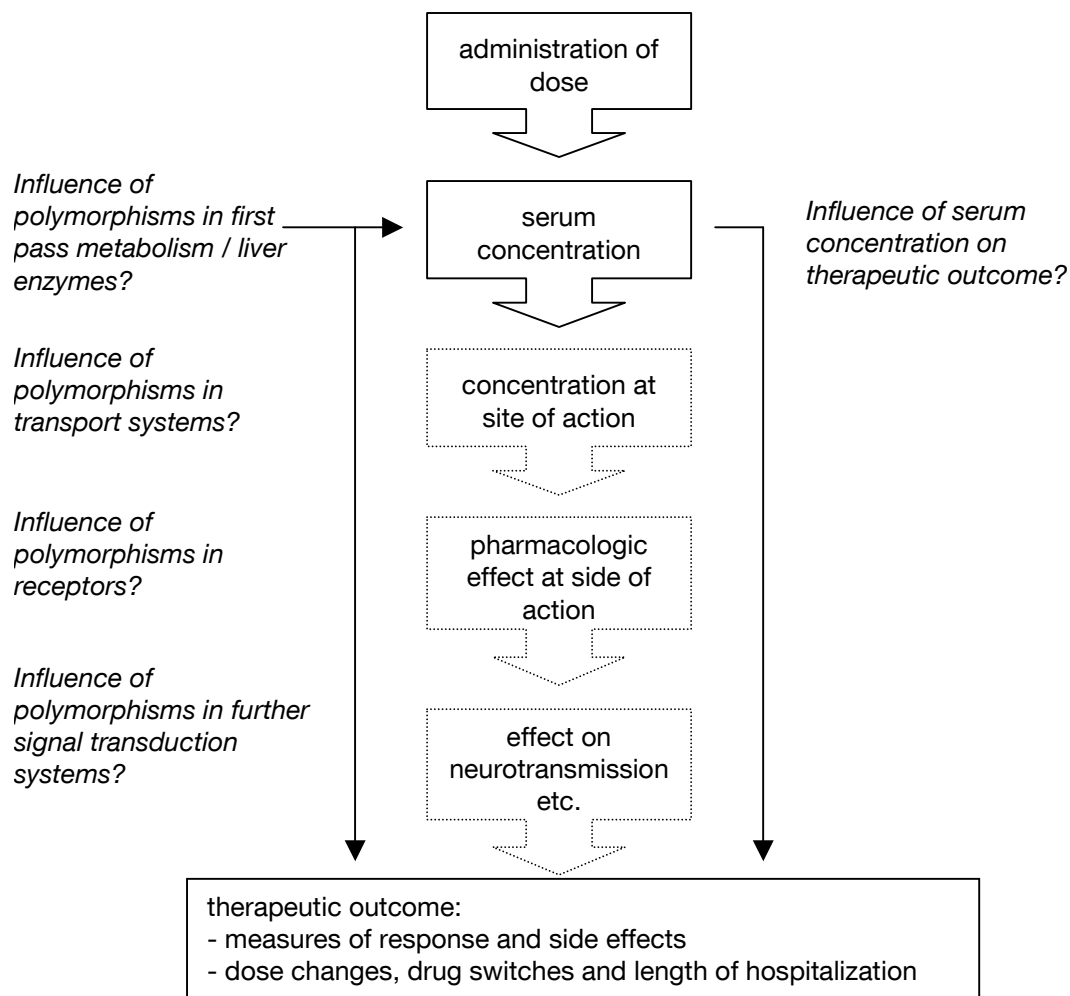 administration of
dose
Influence of
polymorphisms in first
pass metabolism / liver
enzymes?
serum
concentration
Influence of serum
concentration on
therapeutic outcome?
Influence of
polymorphisms in
transport systems?
concentration at
site of action
Influence of
polymorphisms in
receptors?
pharmacologic
effect at side of
action
Influence of
polymorphisms in further
signal transduction
systems?
effect on
neurotransmission
etc.
therapeutic outcome:
- measures of response and side effects
- dose changes, drug switches and length of hospitalization